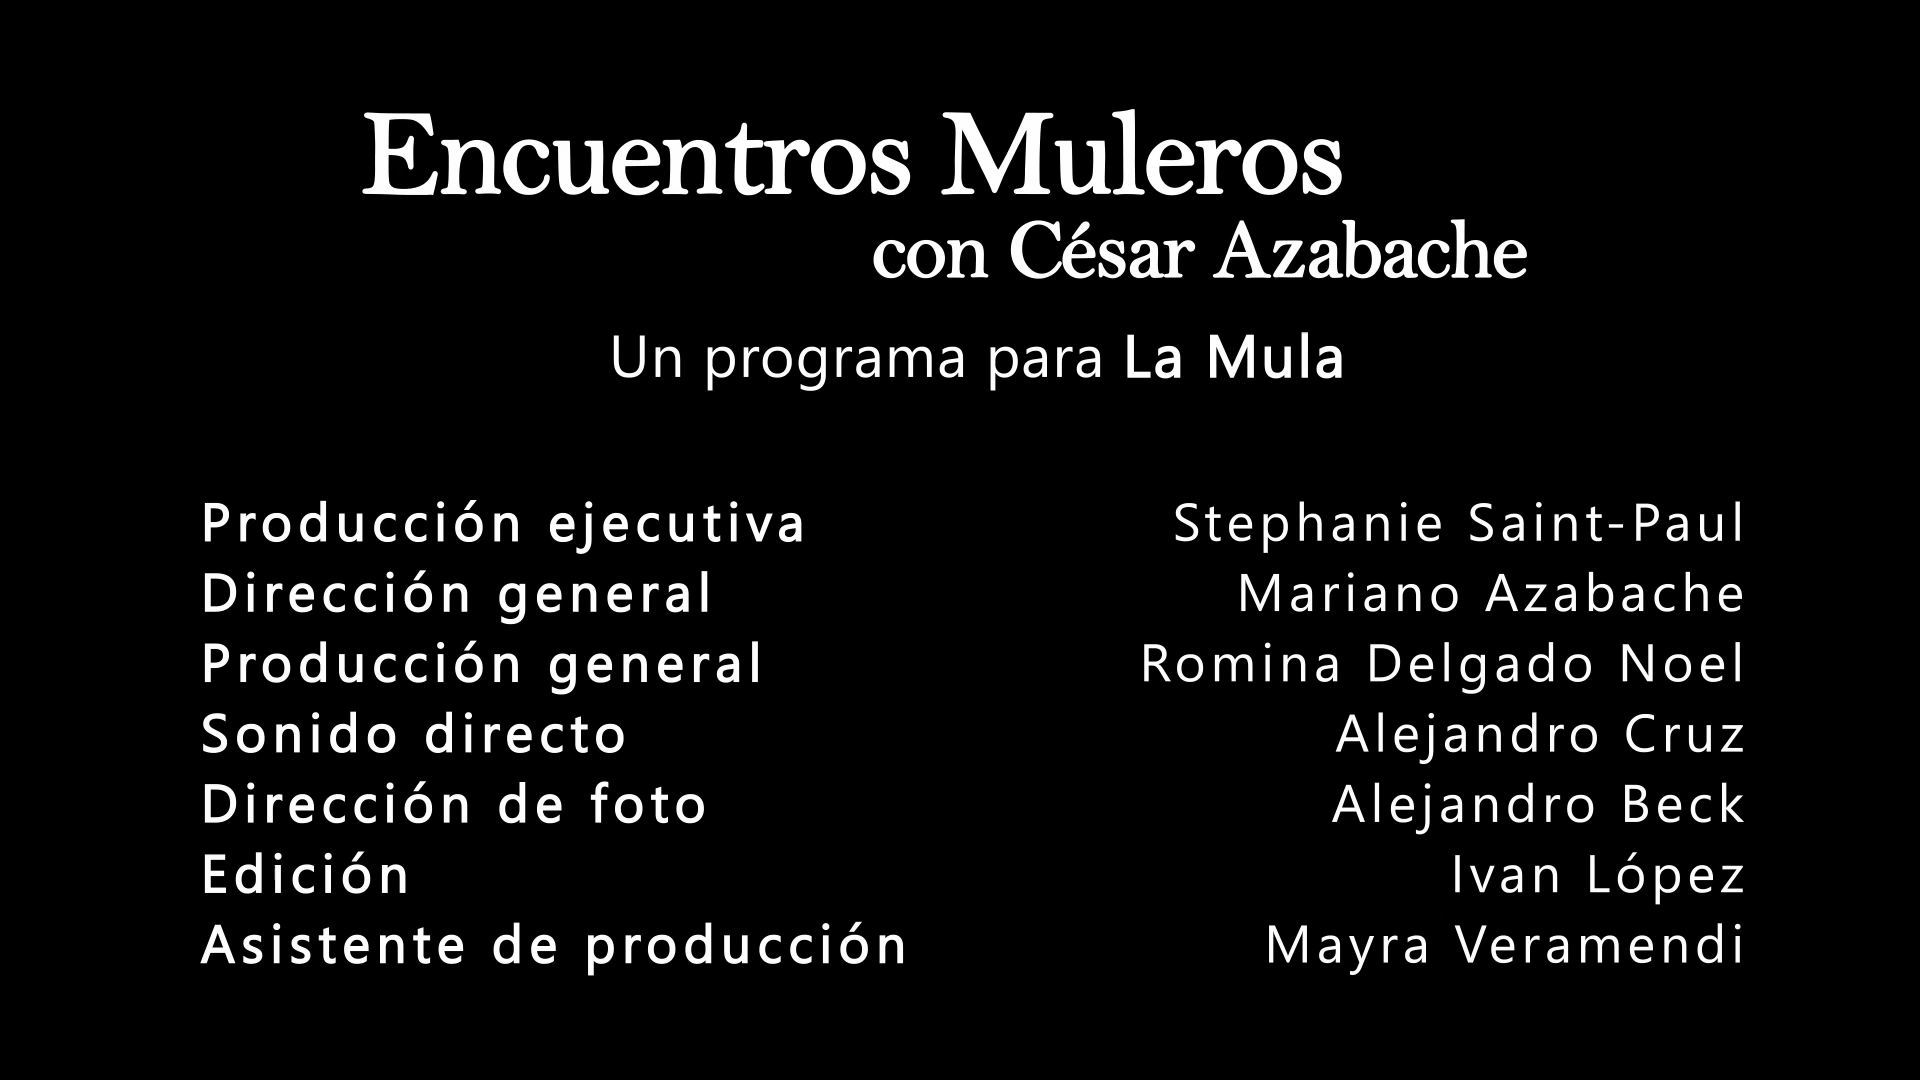 Encuentros Muleros
con César Azabache
Un programa para La Mula
Producción ejecutiva Stephanie Saint-Paul
Dirección general Mariano Azabache
Producción general Romina Delgado Noel
Sonido directo Alejandro Cruz
Dirección de foto Alejandro Beck
Edición Ivan López
Asistente de producción Mayra Veramendi